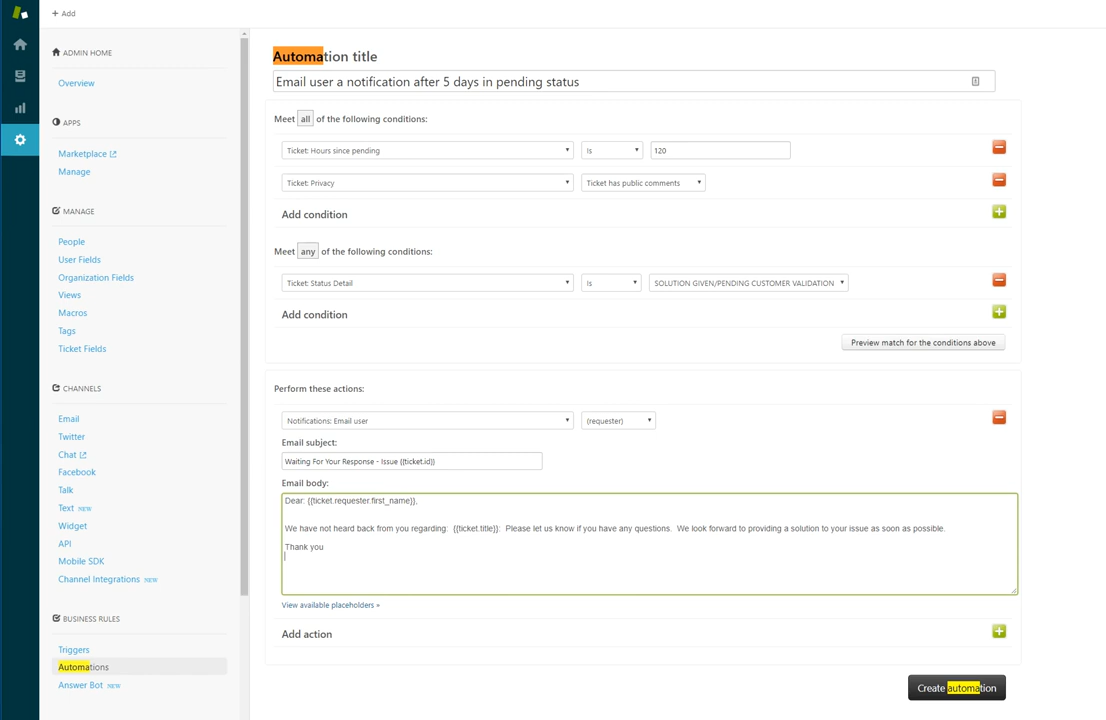 + Add
ADMIN HOME
Overview
APPS
Marketplace
Manage
MANAGE
People
User Fields
Organization Fields
Views
Macros
Tags
Ticket Fields
CHANNELS
Email
Twitter
Chat
Facebook
Talk
Text NEW
Widget
API
Mobile SDK
Channel Integrations NEW
BUSINESS RULES
Triggers
Automations
Answer Bot NEW
Automation title
Email user a notification after 5 days in pending status
Meet all of the following conditions:
Ticket: Hours since pending Is 120
Ticket: Privacy Ticket has public comments
Add condition
Meet any of the following conditions:
Ticket: Status Detail Is SOLUTION GIVEN/PENDING CUSTOMER VALIDATION
Add condition
Preview match for the conditions above
Perform these actions:
Notifications: Email user (requester)
Email subject:
Waiting For Your Response - Issue {{ticket.id}}
Email body:
Dear: {{ticket.requester.first_name}},
We have not heard back from you regarding: {{ticket.title}}: Please let us know if you have any questions. We look forward to providing a solution to your issue as soon as possible.
Thank you
View available placeholders »
Add action
Create automation